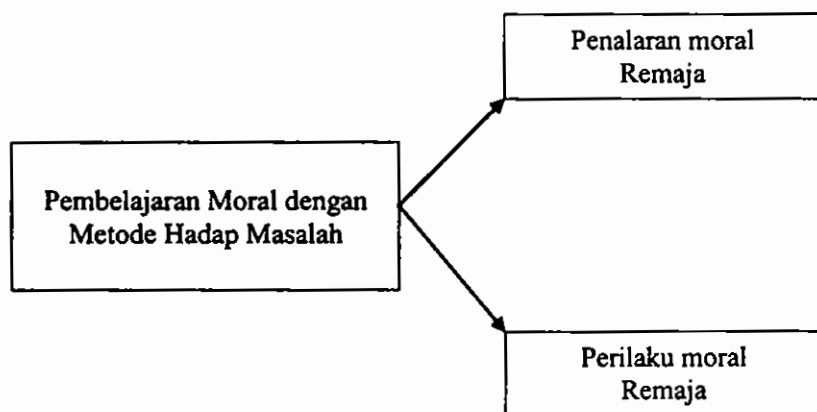 Penalaran moral
Remaja
Pembelajaran Moral dengan
Metode Hadap Masalah
Perilaku moral
Remaja